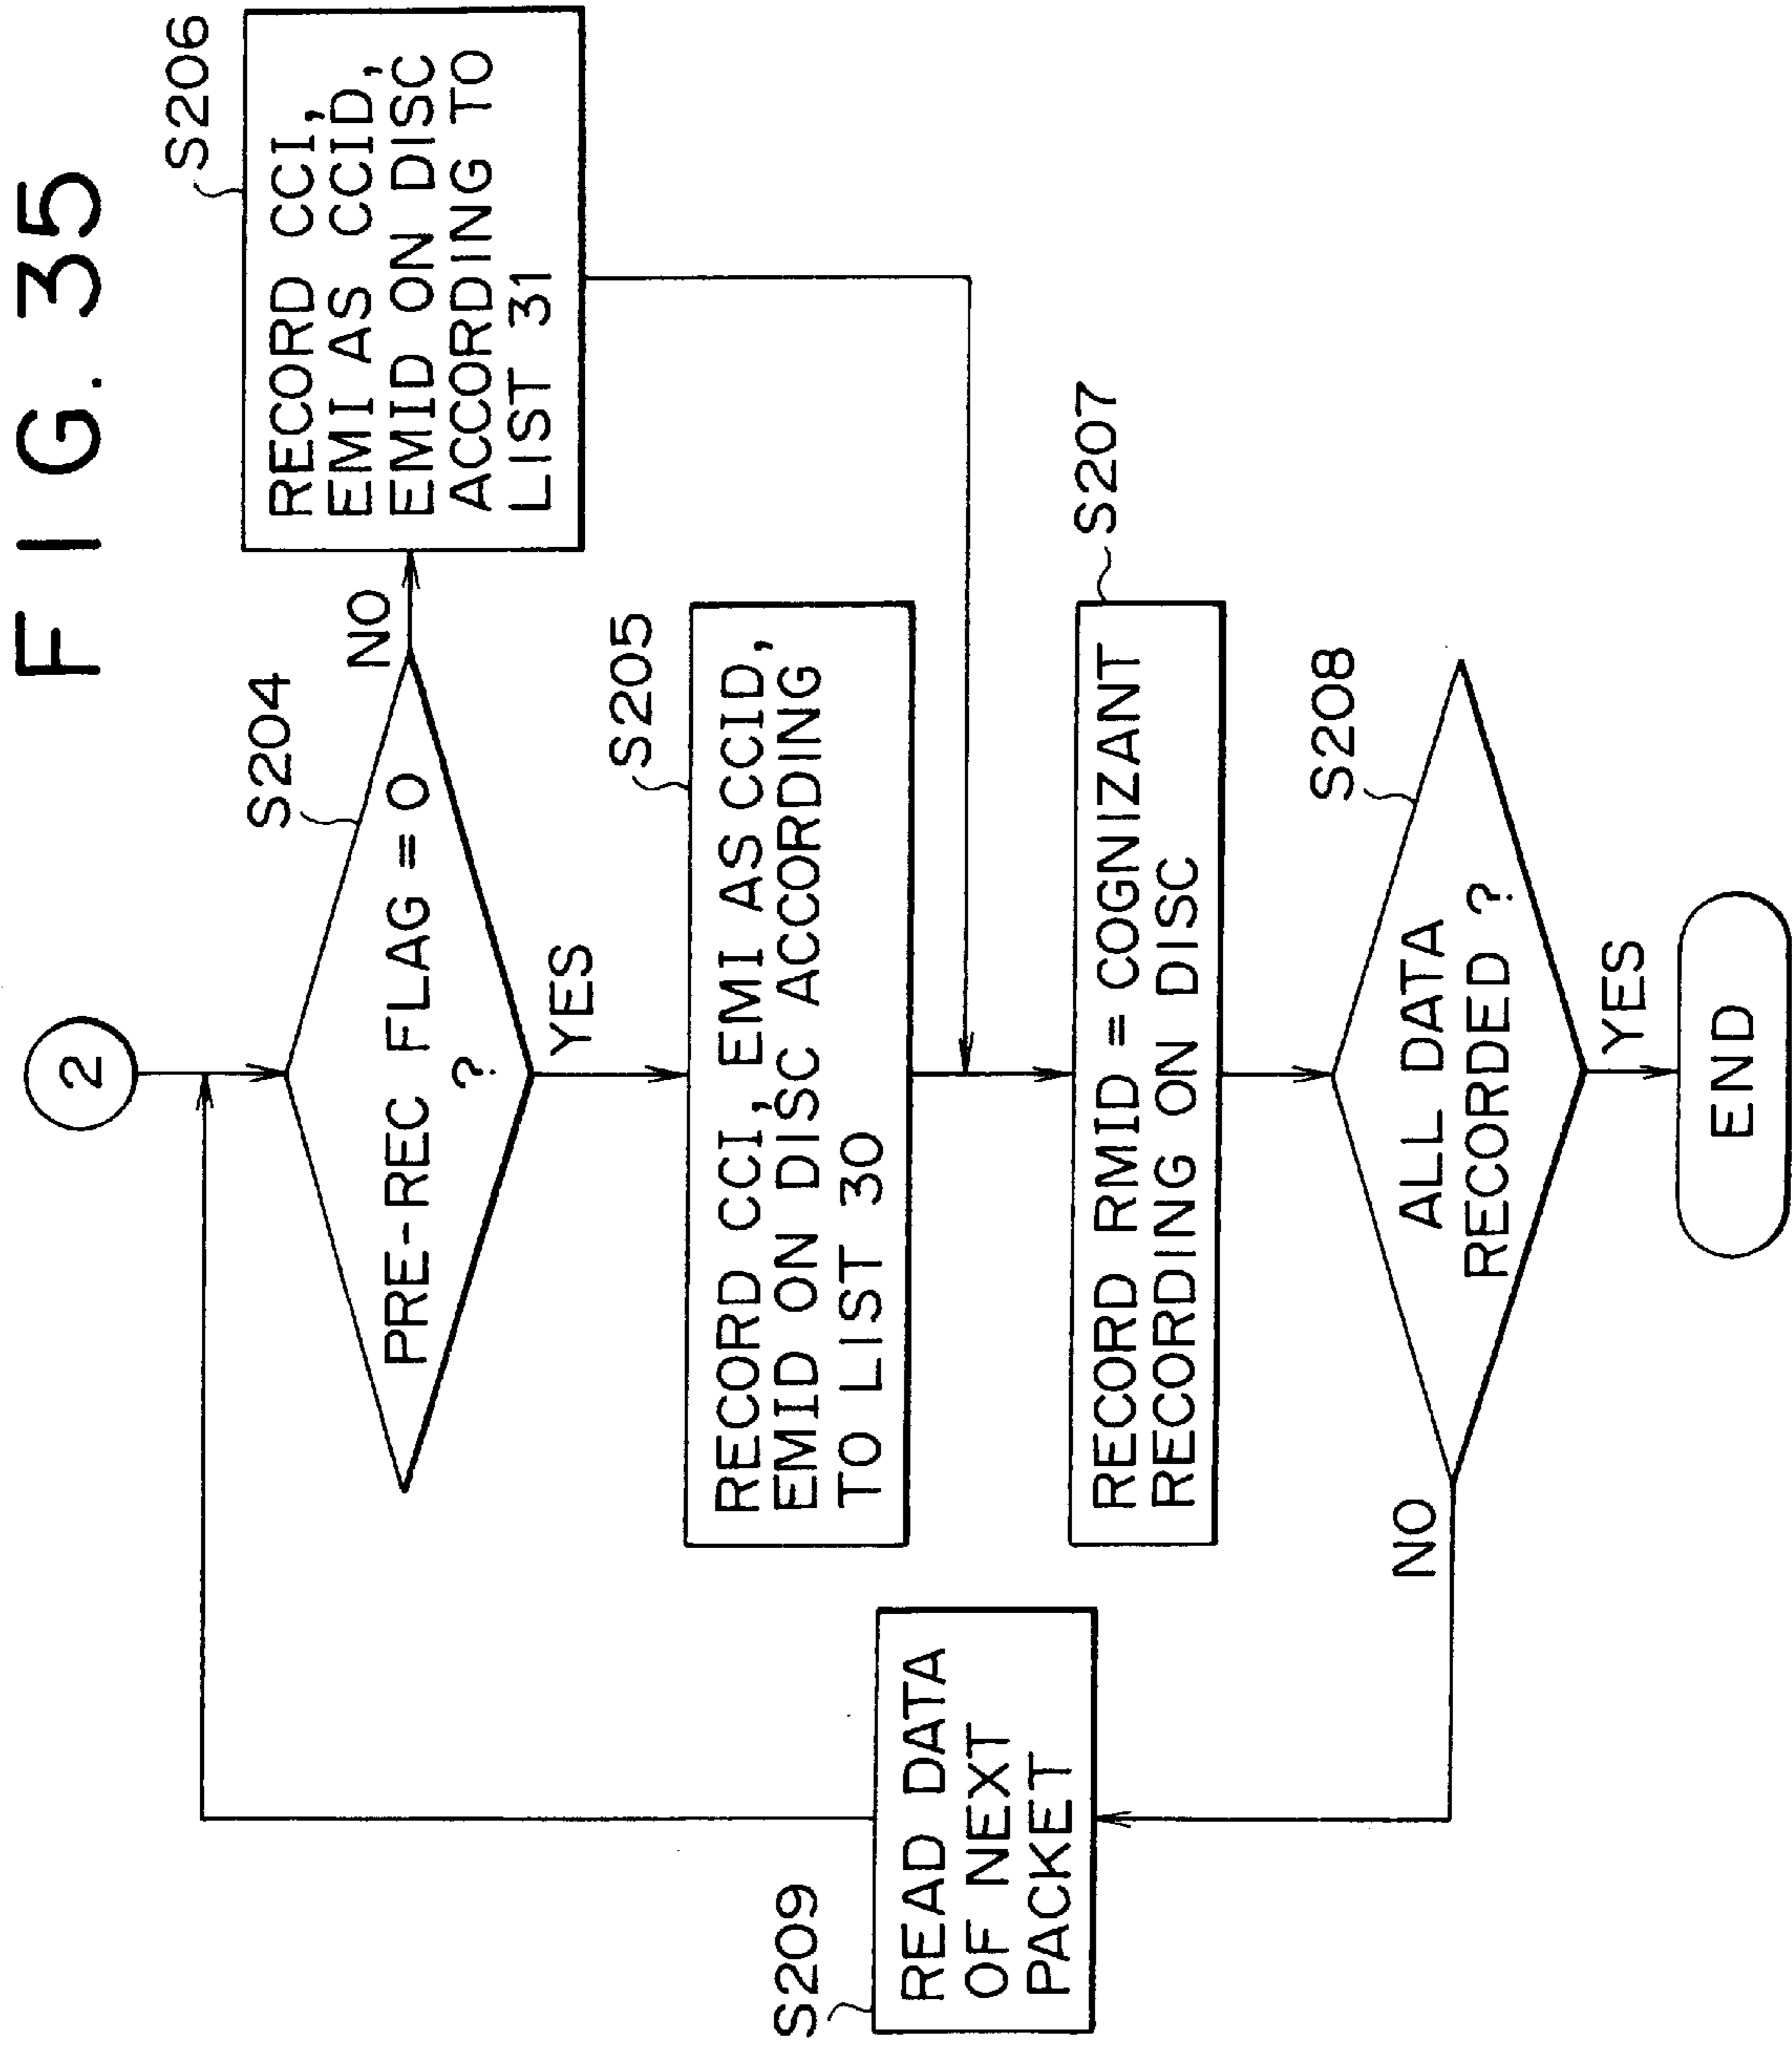 F I G. 35
2
S204
PRE-REC FLAG = 0
?
NO
YES
S206
RECORD CCI,
EMI AS CCID,
EMID ON DISC
ACCORDING TO
LIST 31
S205
RECORD CCI, EMI AS CCID,
EMID ON DISC ACCORDING
TO LIST 30
S207
RECORD RMID = COGNIZANT
RECORDING ON DISC
S208
ALL DATA
RECORDED ?
NO
YES
S209
READ DATA
OF NEXT
PACKET
END